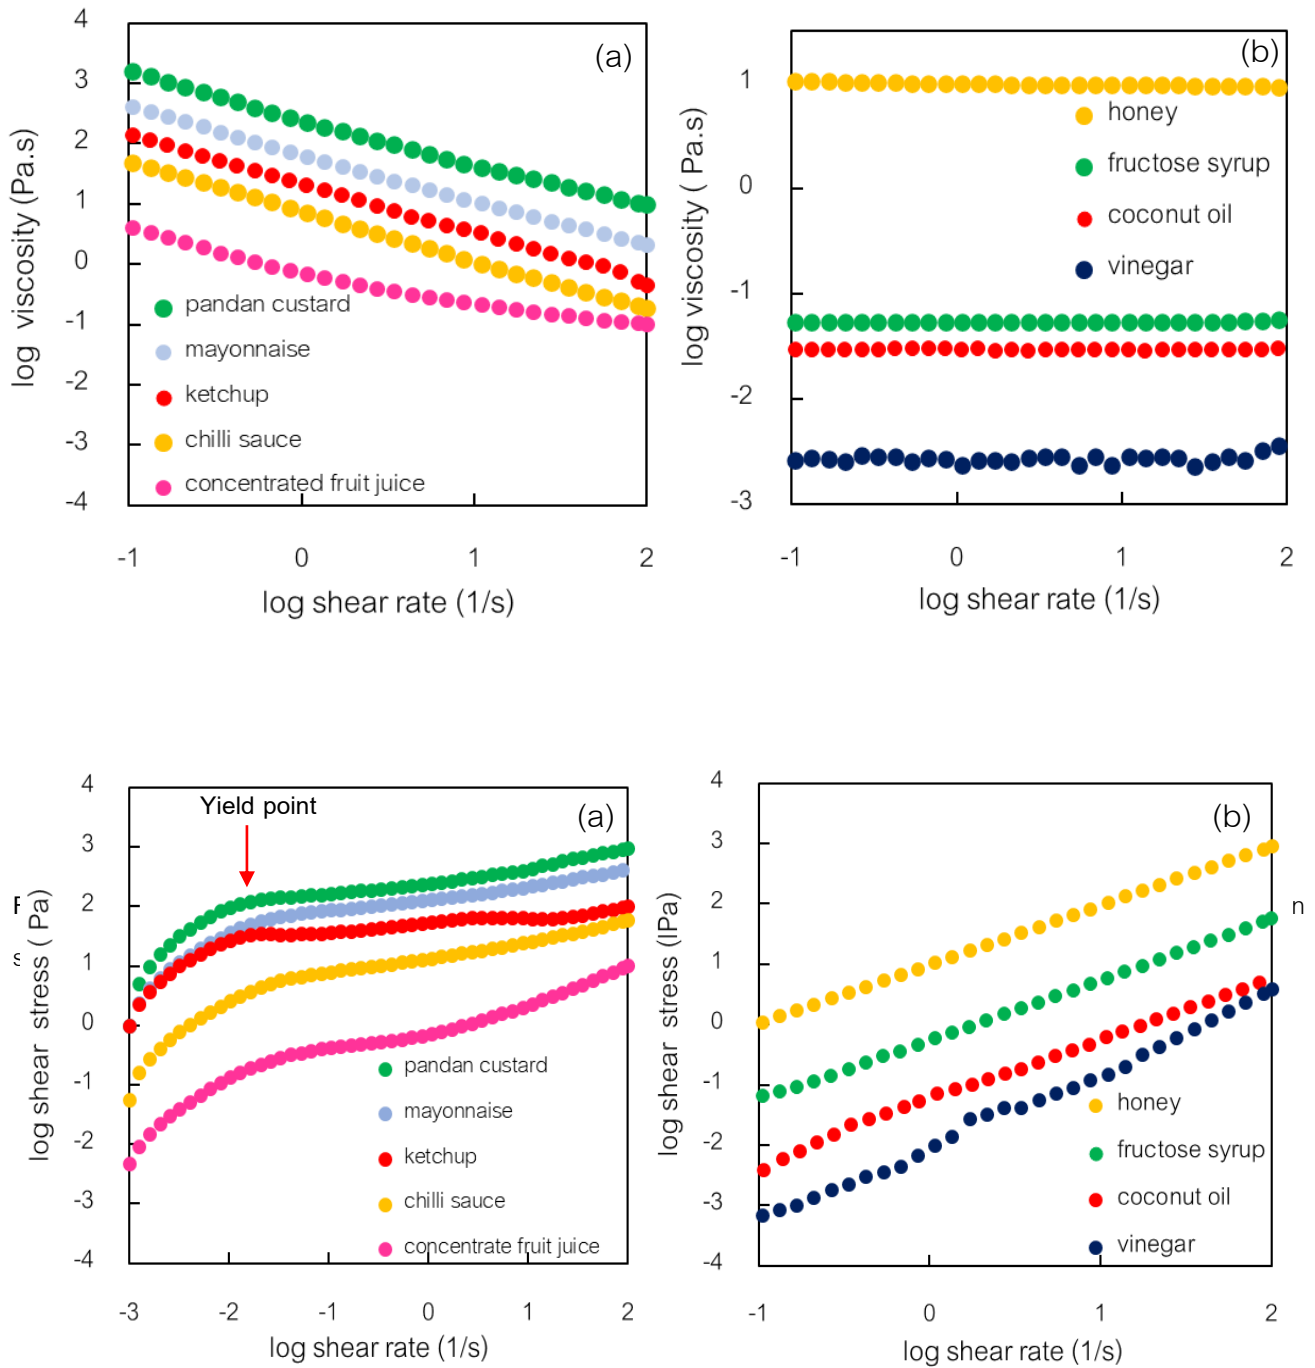 (a)
4
3
2
1
0
-1
-2
-3
-4
log viscosity (Pa.s)
pandan custard
mayonnaise
ketchup
chilli sauce
concentrated fruit juice
-1 0 1 2
log shear rate (1/s)
(b)
1
0
-1
-2
-3
log viscosity ( Pa.s)
honey
fructose syrup
coconut oil
vinegar
-1 0 1 2
log shear rate (1/s)
(a)
Yield point
4
3
2
1
0
-1
-2
-3
-4
log shear stress ( Pa)
pandan custard
mayonnaise
ketchup
chilli sauce
concentrate fruit juice
-3 -2 -1 0 1 2
log shear rate (1/s)
(b)
4
3
2
1
0
-1
-2
-3
-4
log shear stress (IPa)
honey
fructose syrup
coconut oil
vinegar
-1 0 1 2
log shear rate (1/s)
n